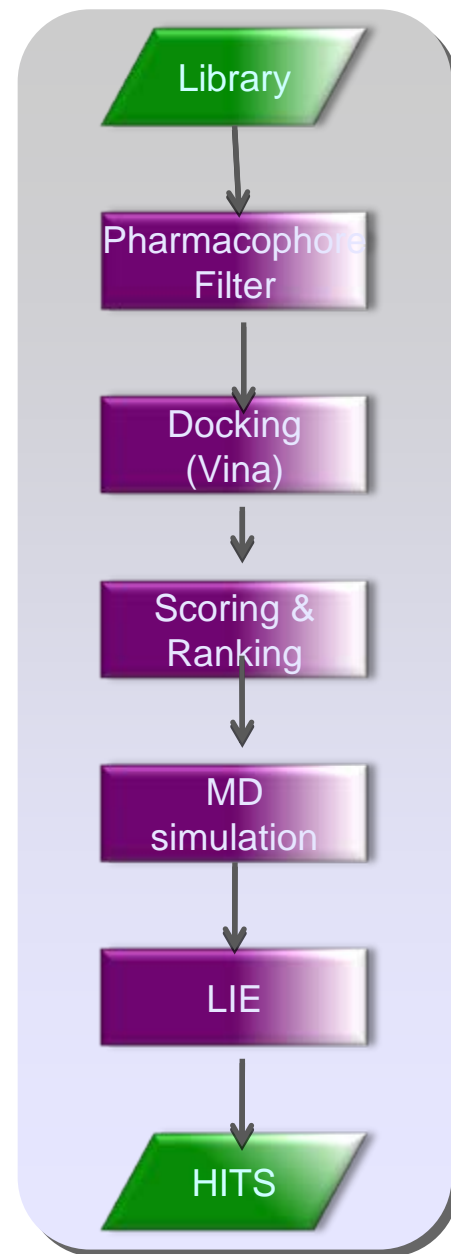 Library
Pharmacophore
Filter
Docking
(Vina)
Scoring &
Ranking
MD
simulation
LIE
HITS